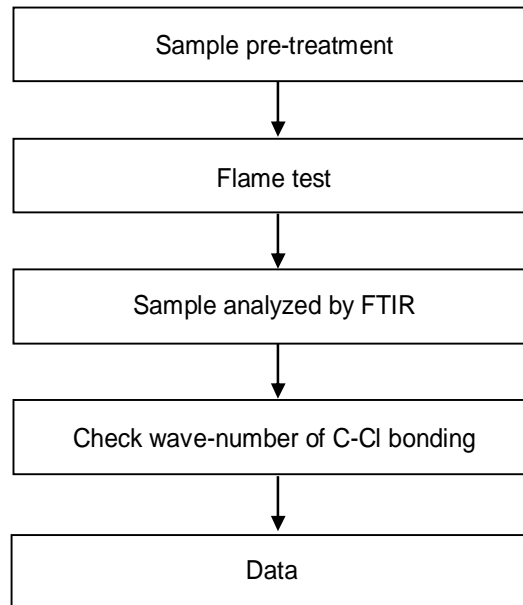 Sample pre-treatment
Flame test
Sample analyzed by FTIR
Check wave-number of C-Cl bonding
Data